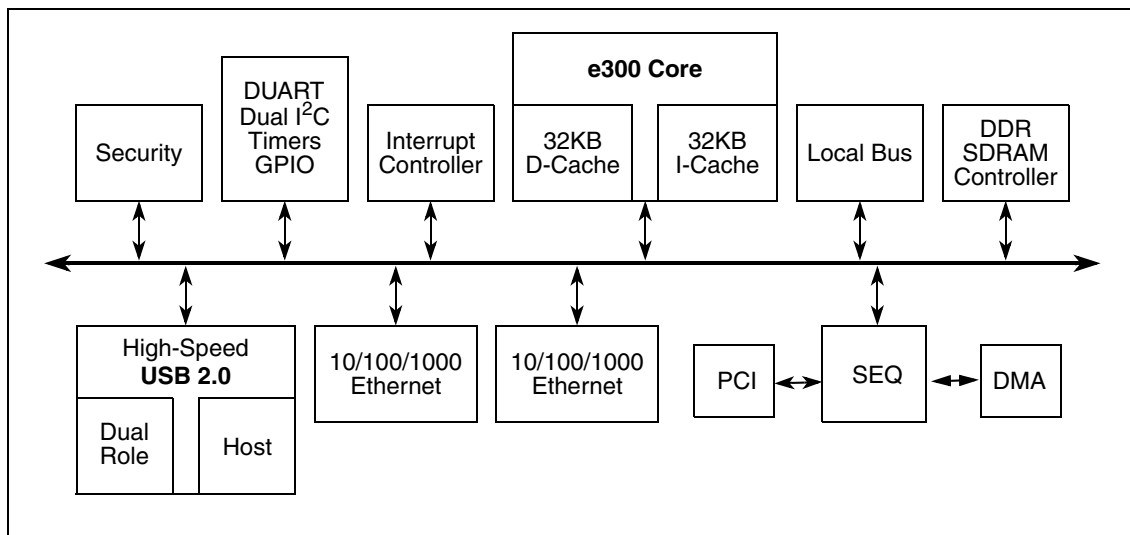 Security
DUART
Dual I²C
Timers
GPIO
Interrupt
Controller
e300 Core
32KB
D-Cache
32KB
I-Cache
Local Bus
DDR
SDRAM
Controller
High-Speed
USB 2.0
Dual
Role
Host
10/100/1000
Ethernet
10/100/1000
Ethernet
PCI
SEQ
DMA